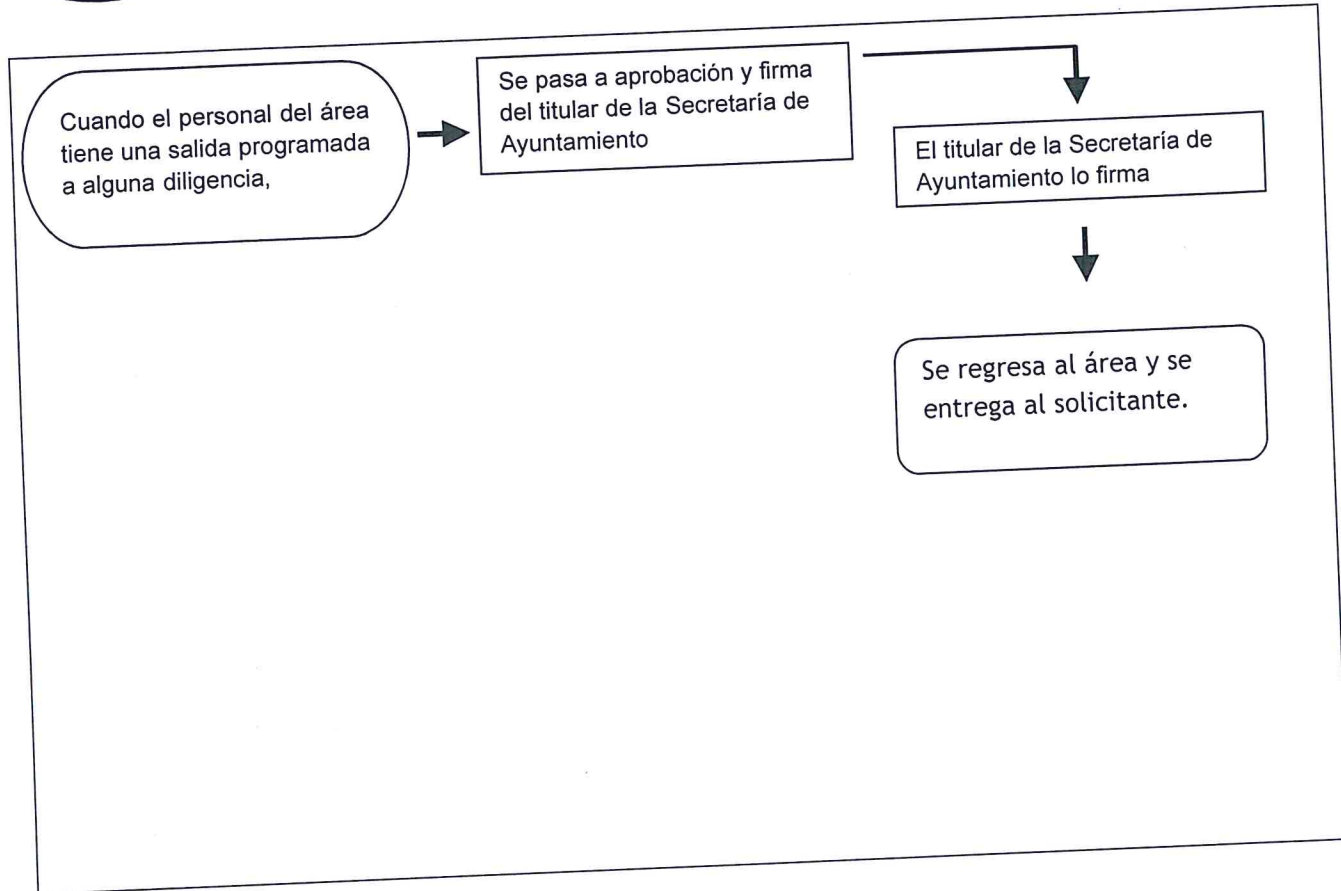 Cuando el personal del área
tiene una salida programada
a alguna diligencia,
Se pasa a aprobación y firma
del titular de la Secretaría de
Ayuntamiento
El titular de la Secretaría de
Ayuntamiento lo firma
Se regresa al área y se
entrega al solicitante.